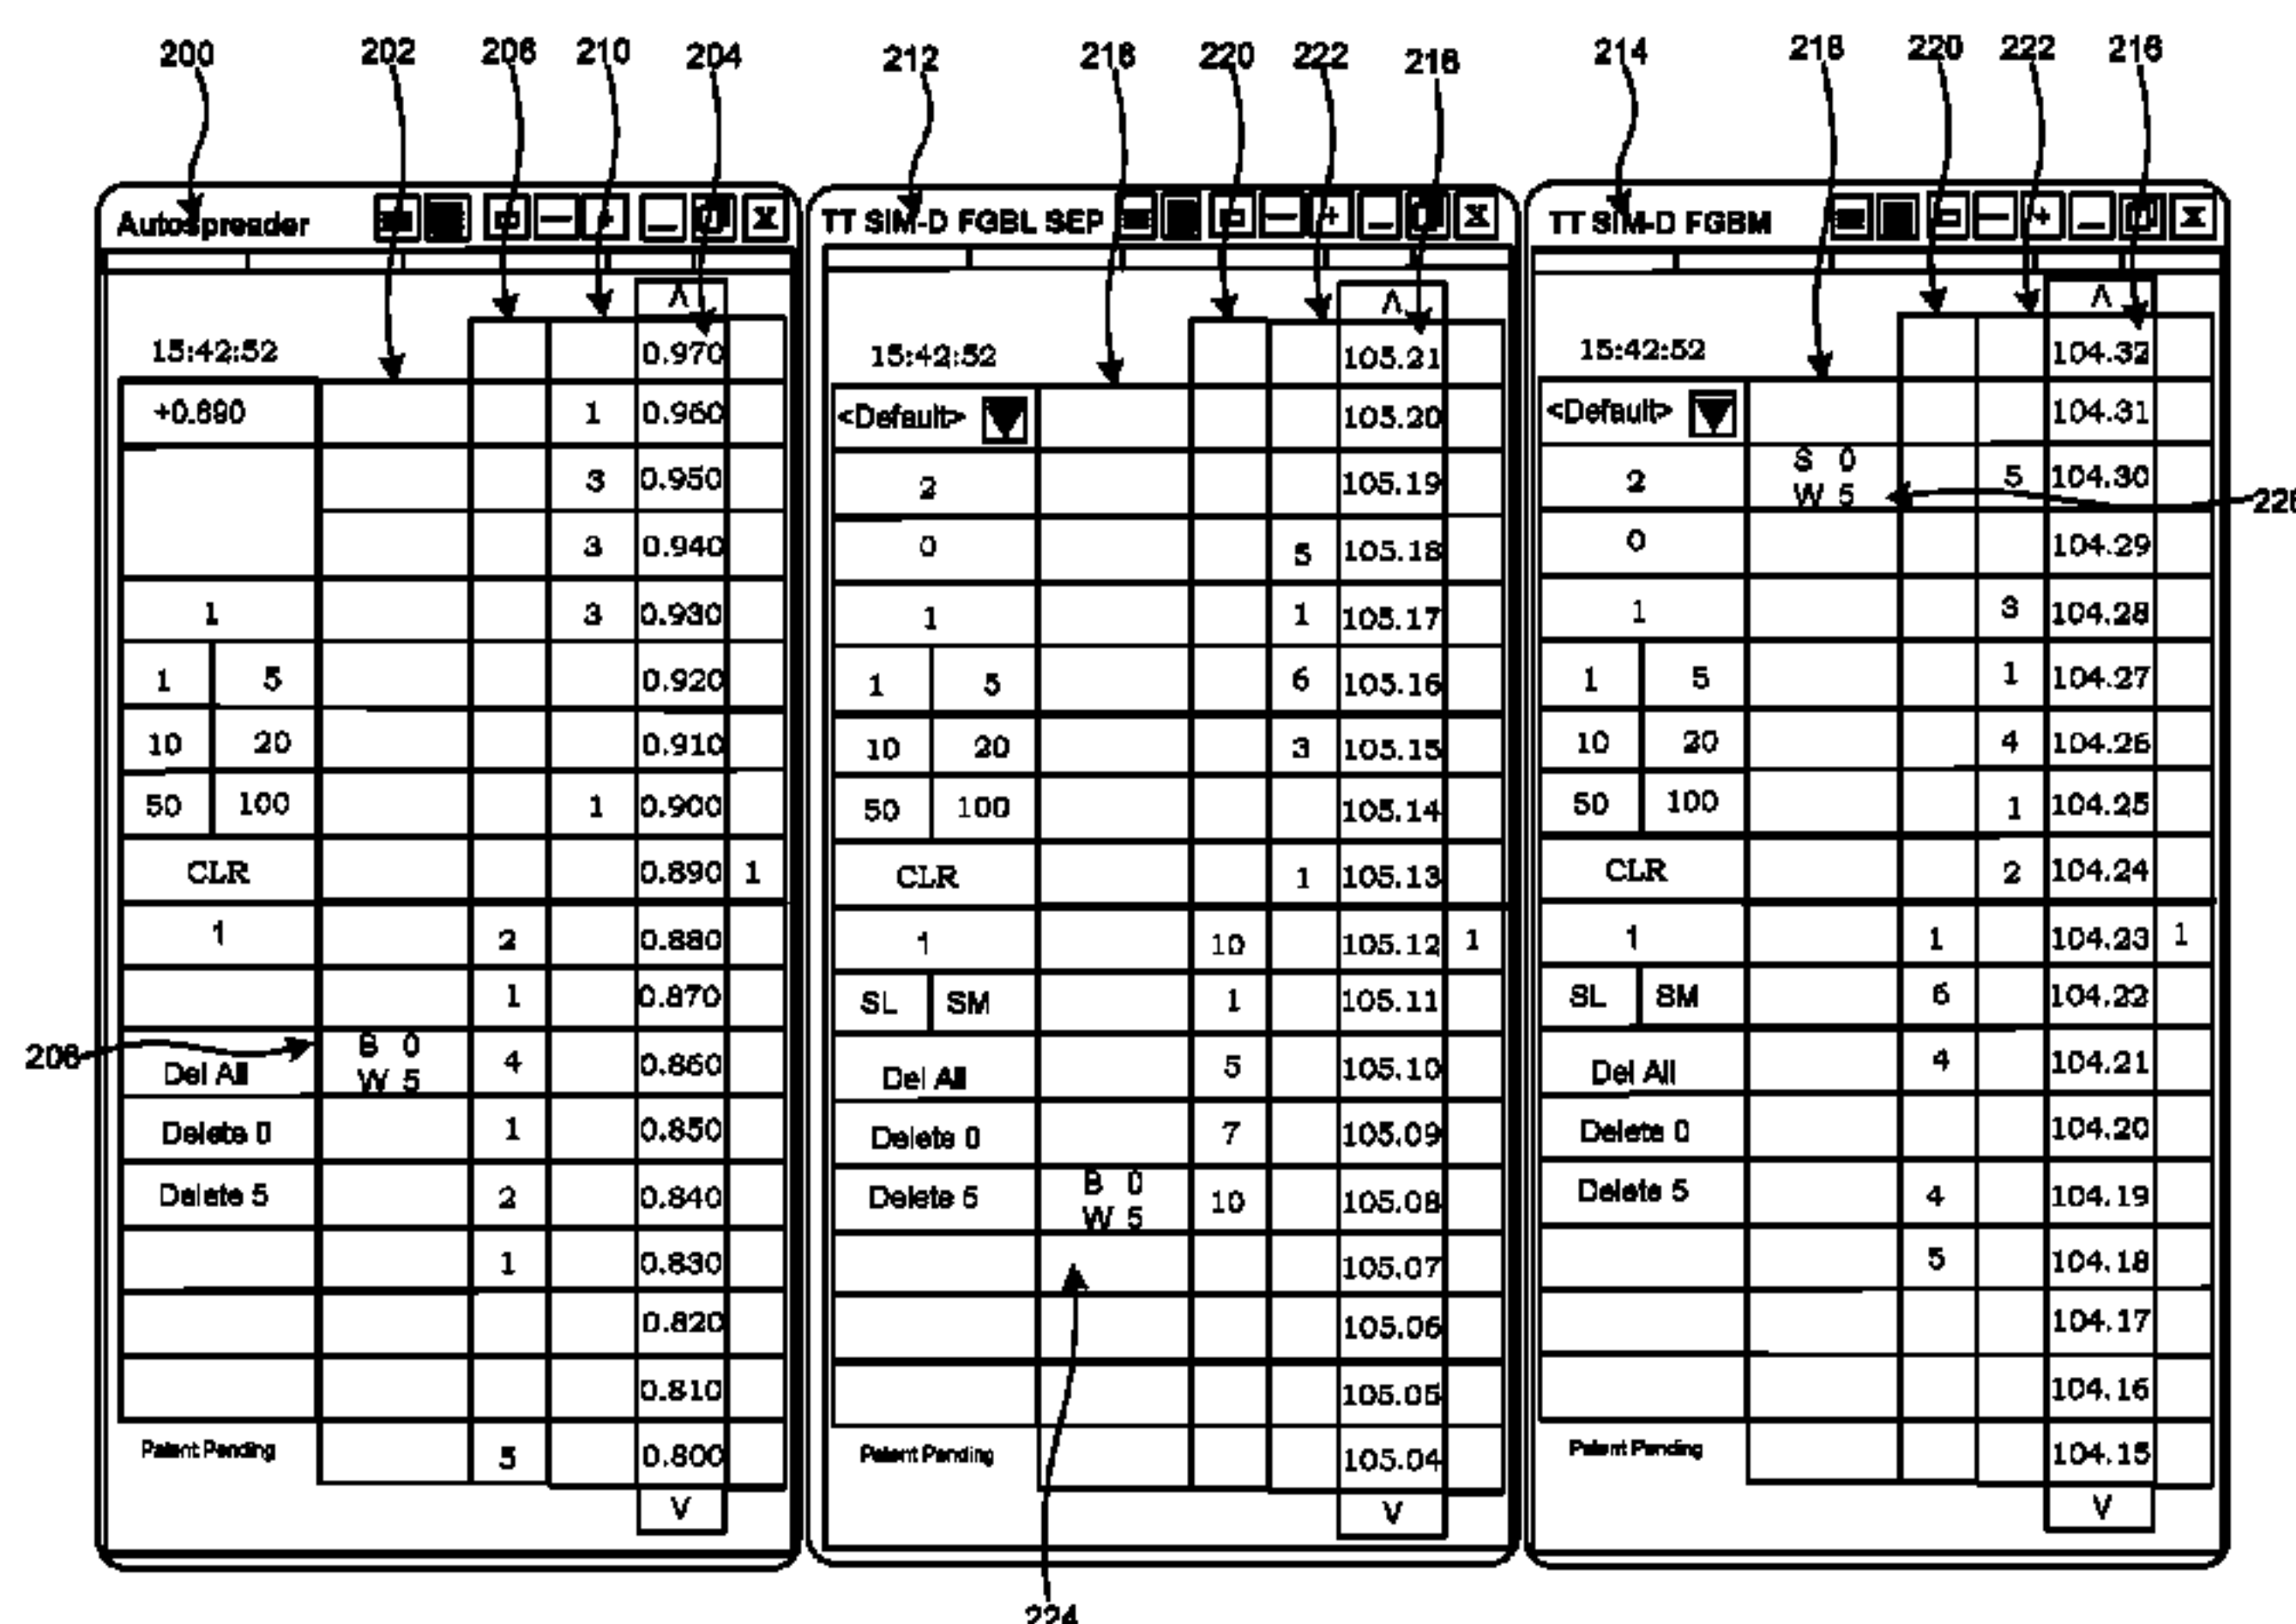 200 202 206 210 204 212 218 220 222 216 214 218 220 222 216
Autospreader
15:42:52 0.970
+0.890 1 0.960
3 0.950
3 0.940
1 3 0.930
1 5 0.920
10 20 0.910
50 100 1 0.900
CLR 0.890 1
1 2 0.880
1 0.870
208
Del All B 0 W 5 4 0.860
Delete 0 1 0.850
Delete 5 2 0.840
1 0.830
0.820
0.810
Patent Pending 5 0.800
V
TT SIM-D FGBL SEP
15:42:52 105.21
<Default> 105.20
2 105.19
0 5 105.18
1 1 105.17
1 5 6 105.16
10 20 3 105.15
50 100 105.14
CLR 1 105.13
1 10 105.12 1
SL SM 1 105.11
Del All 5 105.10
Delete 0 7 105.09
Delete 5 B 0 W 5 10 105.08
105.07
105.06
105.05
Patent Pending 105.04
V
224
TT SIM-D FGBM
15:42:52 104.32
<Default> 104.31
2 S 0 W 5 5 104.30
226
0 104.29
1 3 104.28
1 5 1 104.27
10 20 4 104.26
50 100 1 104.25
CLR 2 104.24
1 1 104.23 1
SL SM 6 104.22
Del All 4 104.21
Delete 0 104.20
Delete 5 4 104.19
5 104.18
104.17
104.16
Patent Pending 104.15
V